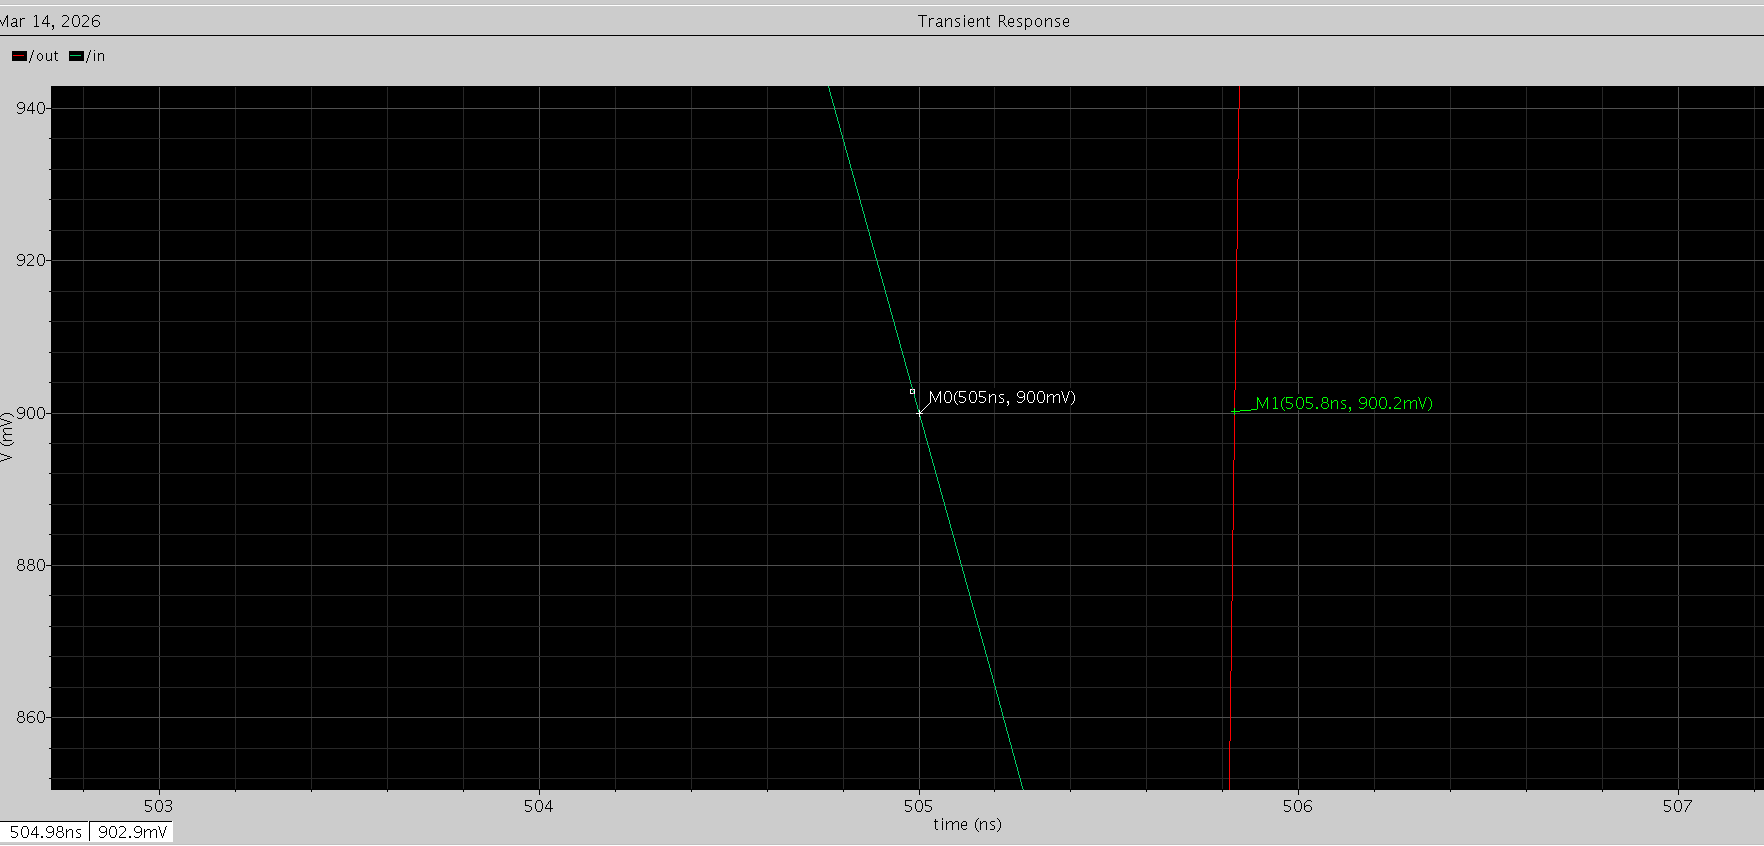 Mar 14, 2026
Transient Response
/out /in
940
920
900
880
860
V (mV)
M0(505ns, 900mV)
M1(505.8ns, 900.2mV)
503 504 505 506 507
time (ns)
504.98ns 902.9mV